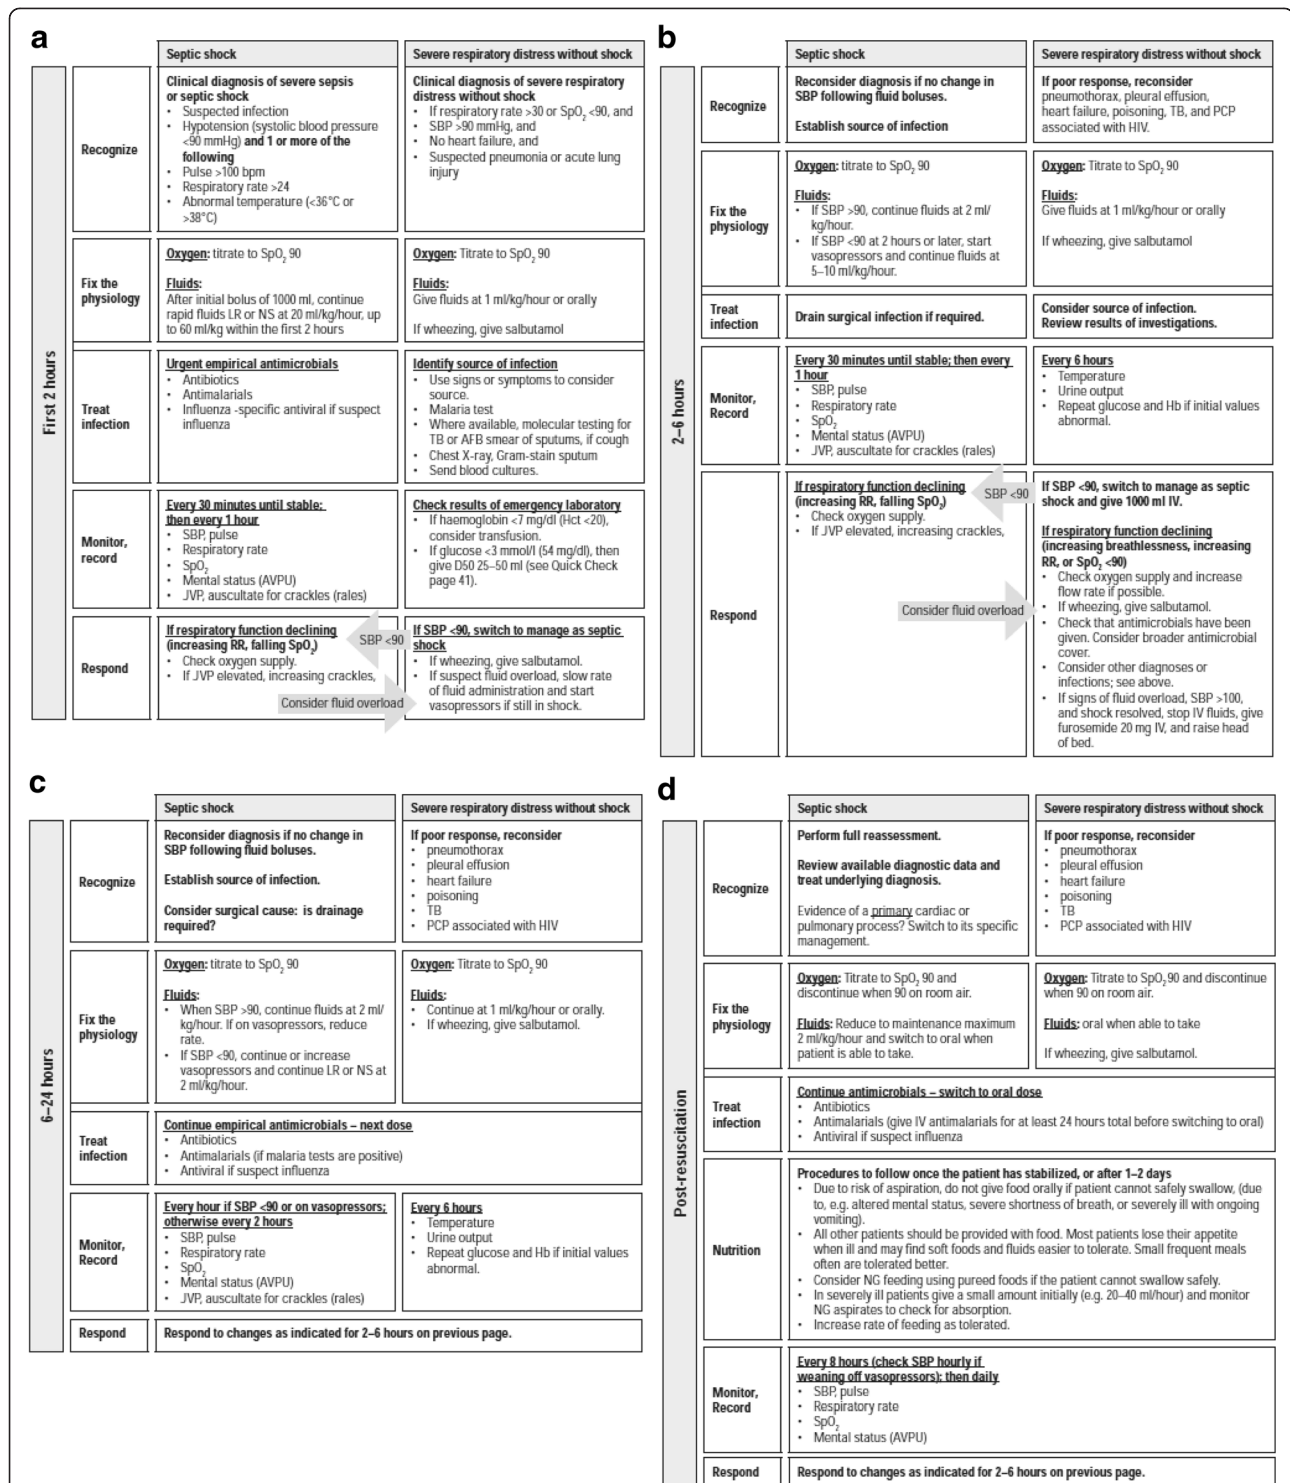 a
Septic shock
Severe respiratory distress without shock
First 2 hours
Recognize
Clinical diagnosis of severe sepsis
or septic shock
• Suspected infection
• Hypotension (systolic blood pressure
<90 mmHg) and 1 or more of the
following
• Pulse >100 bpm
• Respiratory rate >24
• Abnormal temperature (<36°C or
>38°C)
Clinical diagnosis of severe respiratory
distress without shock
• If respiratory rate >30 or SpO2 <90, and
• SBP >90 mmHg, and
• No heart failure, and
• Suspected pneumonia or acute lung
injury
Fix the
physiology
Oxygen: titrate to SpO2 90
Fluids:
After initial bolus of 1000 ml, continue
rapid fluids LR or NS at 20 ml/kg/hour, up
to 60 ml/kg within the first 2 hours
Oxygen: Titrate to SpO2 90
Fluids:
Give fluids at 1 ml/kg/hour or orally
If wheezing, give salbutamol
Treat
infection
Urgent empirical antimicrobials
• Antibiotics
• Antimalarials
• Influenza -specific antiviral if suspect
influenza
Identify source of infection
• Use signs or symptoms to consider
source.
• Malaria test
• Where available, molecular testing for
TB or AFB smear of sputums, if cough
• Chest X-ray, Gram-stain sputum
• Send blood cultures.
Monitor,
record
Every 30 minutes until stable;
then every 1 hour
• SBP, pulse
• Respiratory rate
• SpO2
• Mental status (AVPU)
• JVP, auscultate for crackles (rales)
Check results of emergency laboratory
• If haemoglobin <7 mg/dl (Hct <20),
consider transfusion.
• If glucose <3 mmol/l (54 mg/dl), then
give D50 25–50 ml (see Quick Check
page 41).
Respond
If respiratory function declining
(increasing RR, falling SpO2)
• Check oxygen supply.
• If JVP elevated, increasing crackles,
SBP <90
Consider fluid overload
If SBP <90, switch to manage as septic
shock
• If wheezing, give salbutamol.
• If suspect fluid overload, slow rate
of fluid administration and start
vasopressors if still in shock.
b
Septic shock
Severe respiratory distress without shock
2–6 hours
Recognize
Reconsider diagnosis if no change in
SBP following fluid boluses.
Establish source of infection
If poor response, reconsider
pneumothorax, pleural effusion,
heart failure, poisoning, TB, and PCP
associated with HIV.
Fix the
physiology
Oxygen: titrate to SpO2 90
Fluids:
• If SBP >90, continue fluids at 2 ml/
kg/hour.
• If SBP <90 at 2 hours or later, start
vasopressors and continue fluids at
5–10 ml/kg/hour.
Oxygen: Titrate to SpO2 90
Fluids:
Give fluids at 1 ml/kg/hour or orally
If wheezing, give salbutamol
Treat
infection
Drain surgical infection if required.
Consider source of infection.
Review results of investigations.
Monitor,
Record
Every 30 minutes until stable; then every
1 hour
• SBP, pulse
• Respiratory rate
• SpO2
• Mental status (AVPU)
• JVP, auscultate for crackles (rales)
Every 6 hours
• Temperature
• Urine output
• Repeat glucose and Hb if initial values
abnormal.
Respond
If respiratory function declining
(increasing RR, falling SpO2)
• Check oxygen supply.
• If JVP elevated, increasing crackles,
SBP <90
Consider fluid overload
If SBP <90, switch to manage as septic
shock and give 1000 ml IV.
If respiratory function declining
(increasing breathlessness, increasing
RR, or SpO2 <90)
• Check oxygen supply and increase
flow rate if possible.
• If wheezing, give salbutamol.
• Check that antimicrobials have been
given. Consider broader antimicrobial
cover.
• Consider other diagnoses or
infections; see above.
• If signs of fluid overload, SBP >100,
and shock resolved, stop IV fluids, give
furosemide 20 mg IV, and raise head
of bed.
c
Septic shock
Severe respiratory distress without shock
6–24 hours
Recognize
Reconsider diagnosis if no change in
SBP following fluid boluses.
Establish source of infection.
Consider surgical cause: is drainage
required?
If poor response, reconsider
• pneumothorax
• pleural effusion
• heart failure
• poisoning
• TB
• PCP associated with HIV
Fix the
physiology
Oxygen: titrate to SpO2 90
Fluids:
• When SBP >90, continue fluids at 2 ml/
kg/hour. If on vasopressors, reduce
rate.
• If SBP <90, continue or increase
vasopressors and continue LR or NS at
2 ml/kg/hour.
Oxygen: Titrate to SpO2 90
Fluids:
• Continue at 1 ml/kg/hour or orally.
• If wheezing, give salbutamol.
Treat
infection
Continue empirical antimicrobials – next dose
• Antibiotics
• Antimalarials (if malaria tests are positive)
• Antiviral if suspect influenza
Monitor,
Record
Every hour if SBP <90 or on vasopressors;
otherwise every 2 hours
• SBP, pulse
• Respiratory rate
• SpO2
• Mental status (AVPU)
• JVP, auscultate for crackles (rales)
Every 6 hours
• Temperature
• Urine output
• Repeat glucose and Hb if initial values
abnormal.
Respond
Respond to changes as indicated for 2–6 hours on previous page.
d
Septic shock
Severe respiratory distress without shock
Post-resuscitation
Recognize
Perform full reassessment.
Review available diagnostic data and
treat underlying diagnosis.
Evidence of a primary cardiac or
pulmonary process? Switch to its specific
management.
If poor response, reconsider
• pneumothorax
• pleural effusion
• heart failure
• poisoning
• TB
• PCP associated with HIV
Fix the
physiology
Oxygen: Titrate to SpO2 90 and
discontinue when 90 on room air.
Fluids: Reduce to maintenance maximum
2 ml/kg/hour and switch to oral when
patient is able to take.
Oxygen: Titrate to SpO2 90 and discontinue
when 90 on room air.
Fluids: oral when able to take
If wheezing, give salbutamol.
Treat
infection
Continue antimicrobials – switch to oral dose
• Antibiotics
• Antimalarials (give IV antimalarials for at least 24 hours total before switching to oral)
• Antiviral if suspect influenza
Nutrition
Procedures to follow once the patient has stabilized, or after 1–2 days
• Due to risk of aspiration, do not give food orally if patient cannot safely swallow, (due
to, e.g. altered mental status, severe shortness of breath, or severely ill with ongoing
vomiting).
• All other patients should be provided with food. Most patients lose their appetite
when ill and may find soft foods and fluids easier to tolerate. Small frequent meals
often are tolerated better.
• Consider NG feeding using pureed foods if the patient cannot swallow safely.
• In severely ill patients give a small amount initially (e.g. 20–40 ml/hour) and monitor
NG aspirates to check for absorption.
• Increase rate of feeding as tolerated.
Monitor,
Record
Every 8 hours (check SBP hourly if
weaning off vasopressors); then daily
• SBP, pulse
• Respiratory rate
• SpO2
• Mental status (AVPU)
Respond
Respond to changes as indicated for 2–6 hours on previous page.